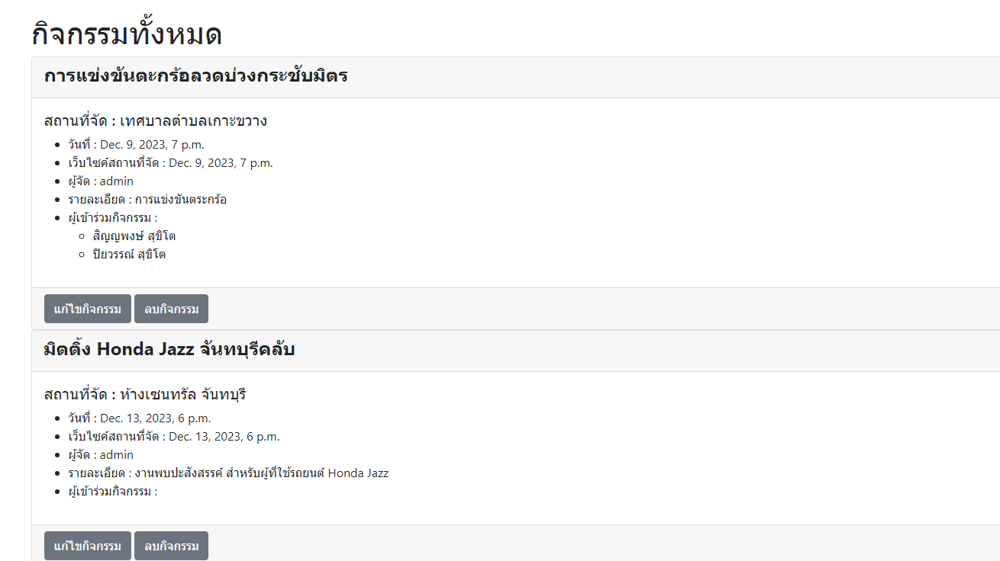 กิจกรรมทั้งหมด
การแข่งขันตะกร้อลวดบ่วงกระชับมิตร
สถานที่จัด : เทศบาลตำบลเกาะขวาง
วันที่ : Dec. 9, 2023, 7 p.m.
เว็บไซค์สถานที่จัด : Dec. 9, 2023, 7 p.m.
ผู้จัด : admin
รายละเอียด : การแข่งขันตระกร้อ
ผู้เข้าร่วมกิจกรรม :
สิญญพงษ์ สุขิโต
ปิยวรรณ์ สุขิโต
แก้ไขกิจกรรม ลบกิจกรรม
มิตติ้ง Honda Jazz จันทบุรีคลับ
สถานที่จัด : ห้างเซนทรัล จันทบุรี
วันที่ : Dec. 13, 2023, 6 p.m.
เว็บไซค์สถานที่จัด : Dec. 13, 2023, 6 p.m.
ผู้จัด : admin
รายละเอียด : งานพบปะสังสรรค์ สำหรับผู้ที่ใช้รถยนต์ Honda Jazz
ผู้เข้าร่วมกิจกรรม :
แก้ไขกิจกรรม ลบกิจกรรม